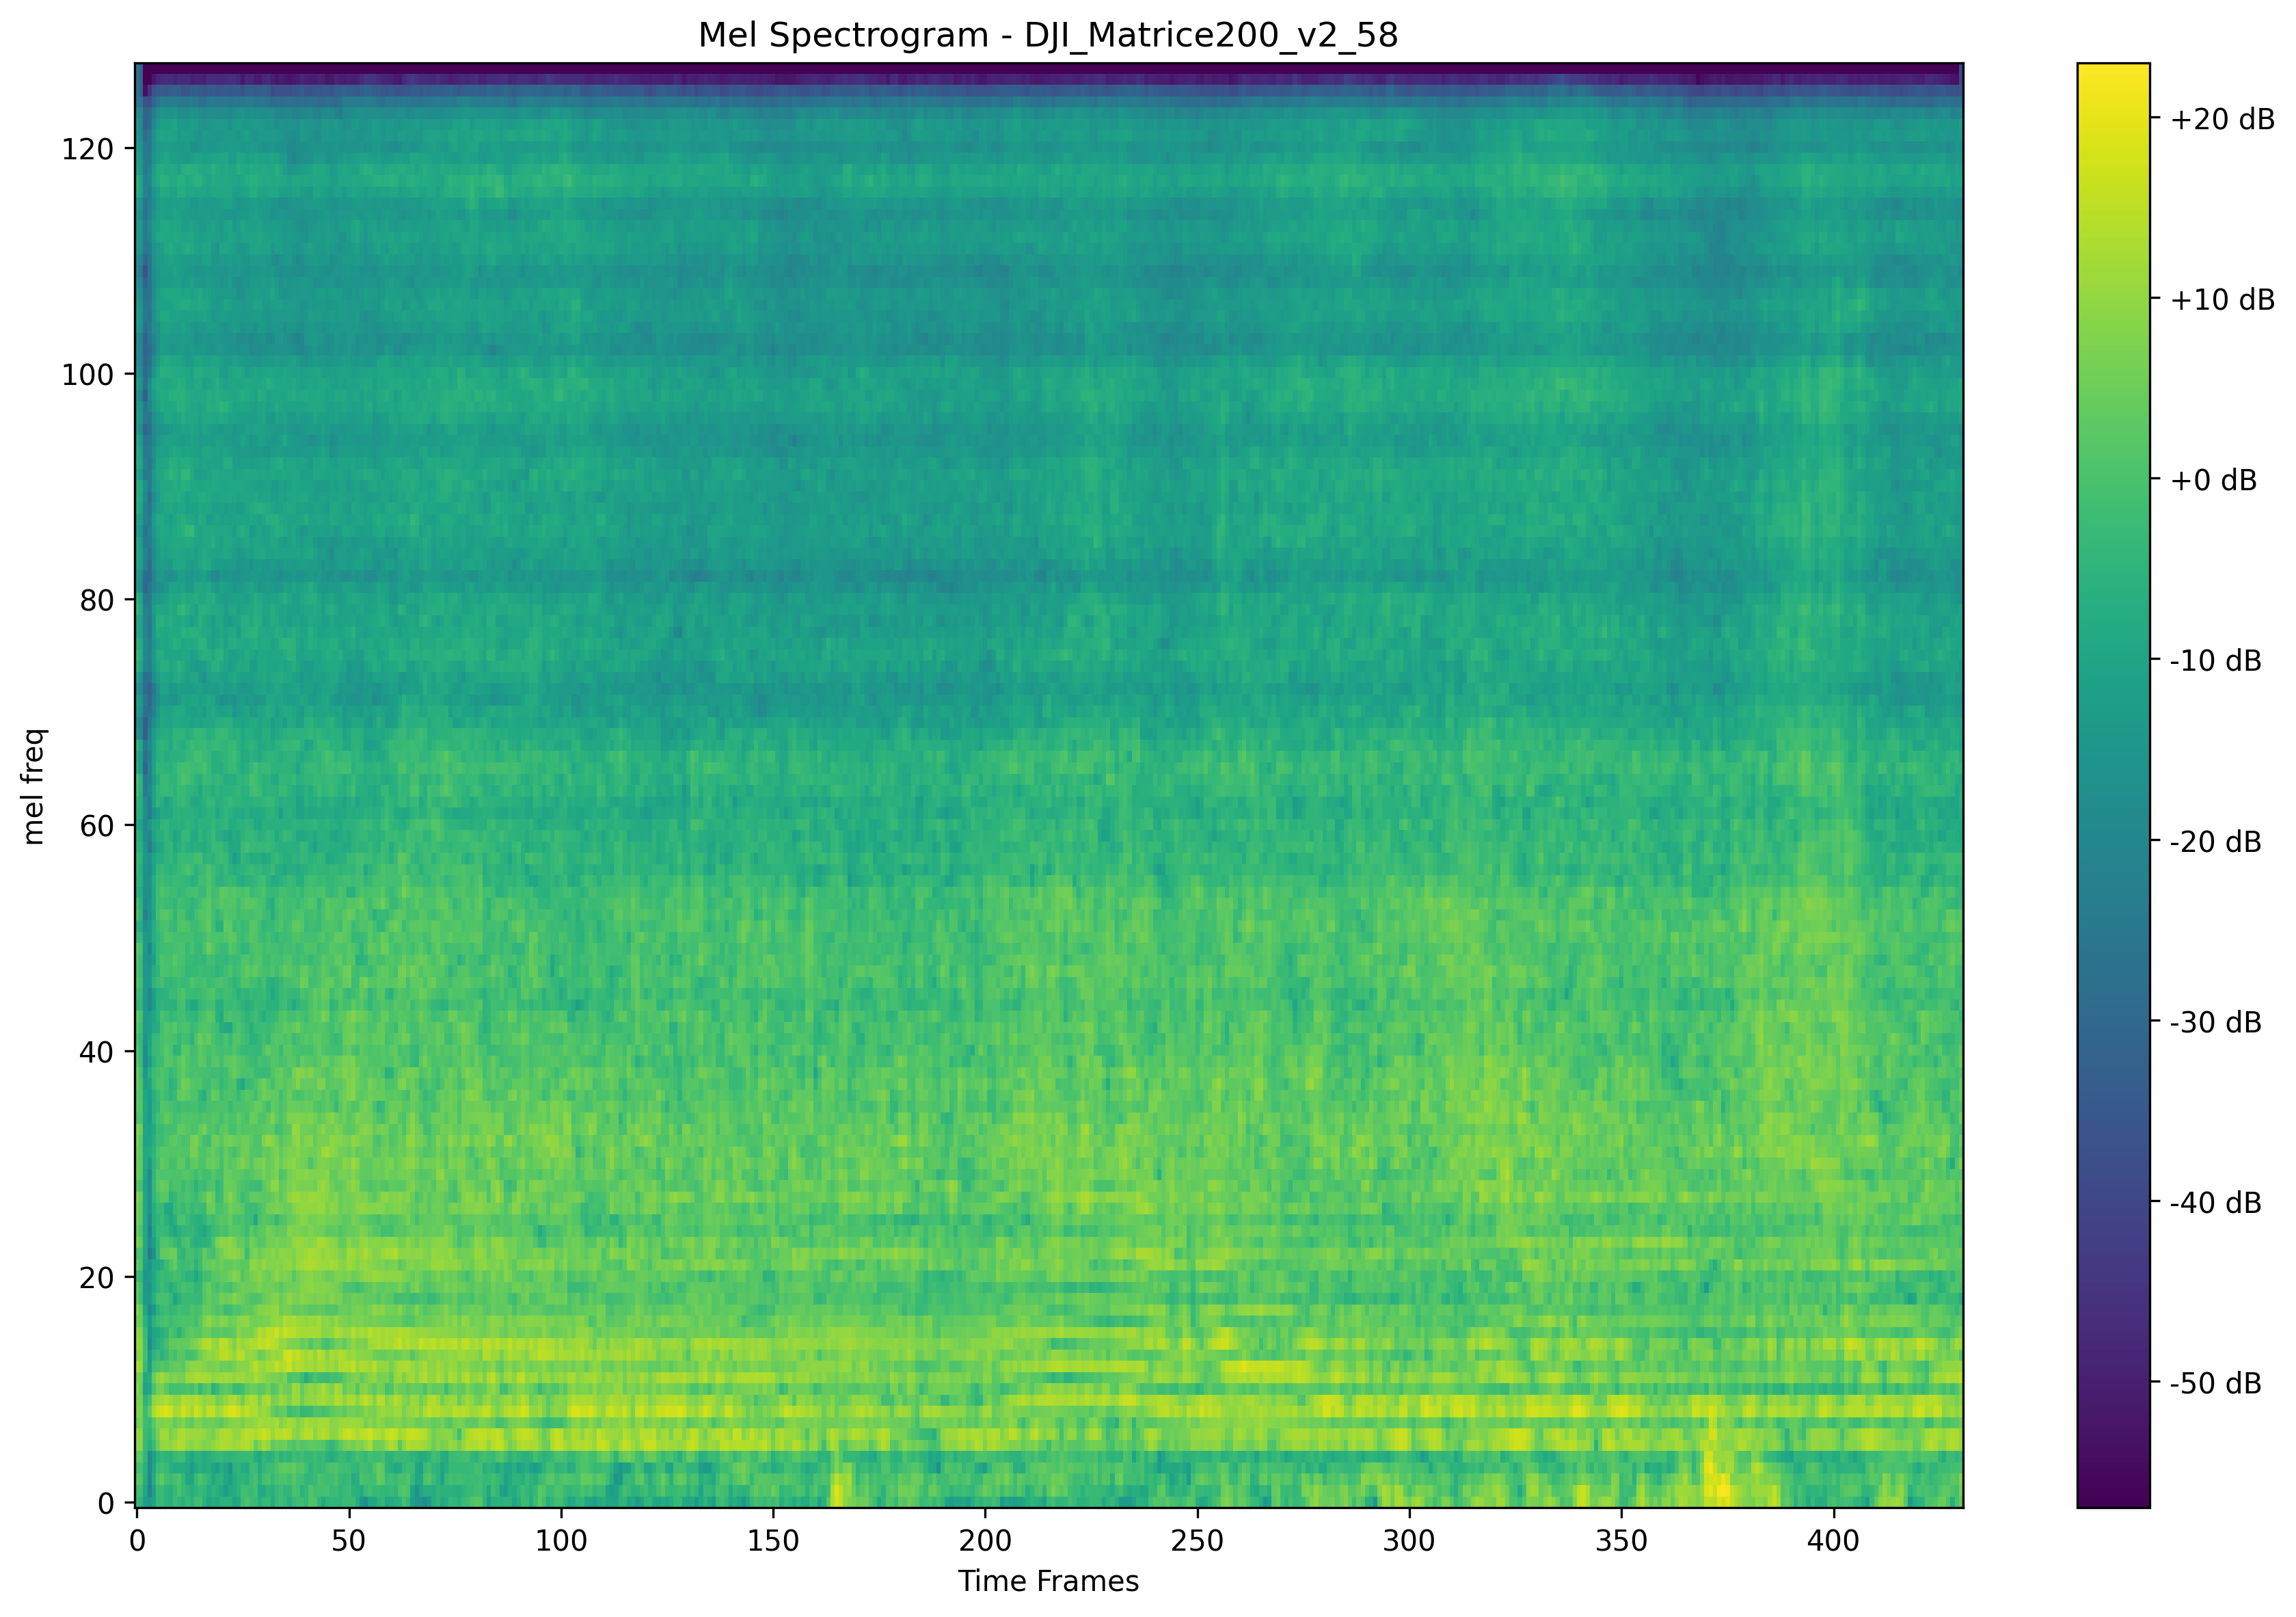 Mel Spectrogram - DJI_Matrice200_v2_58
120
100
80
60
40
20
0
mel freq
0 50 100 150 200 250 300 350 400
Time Frames
+20 dB
+10 dB
+0 dB
-10 dB
-20 dB
-30 dB
-40 dB
-50 dB